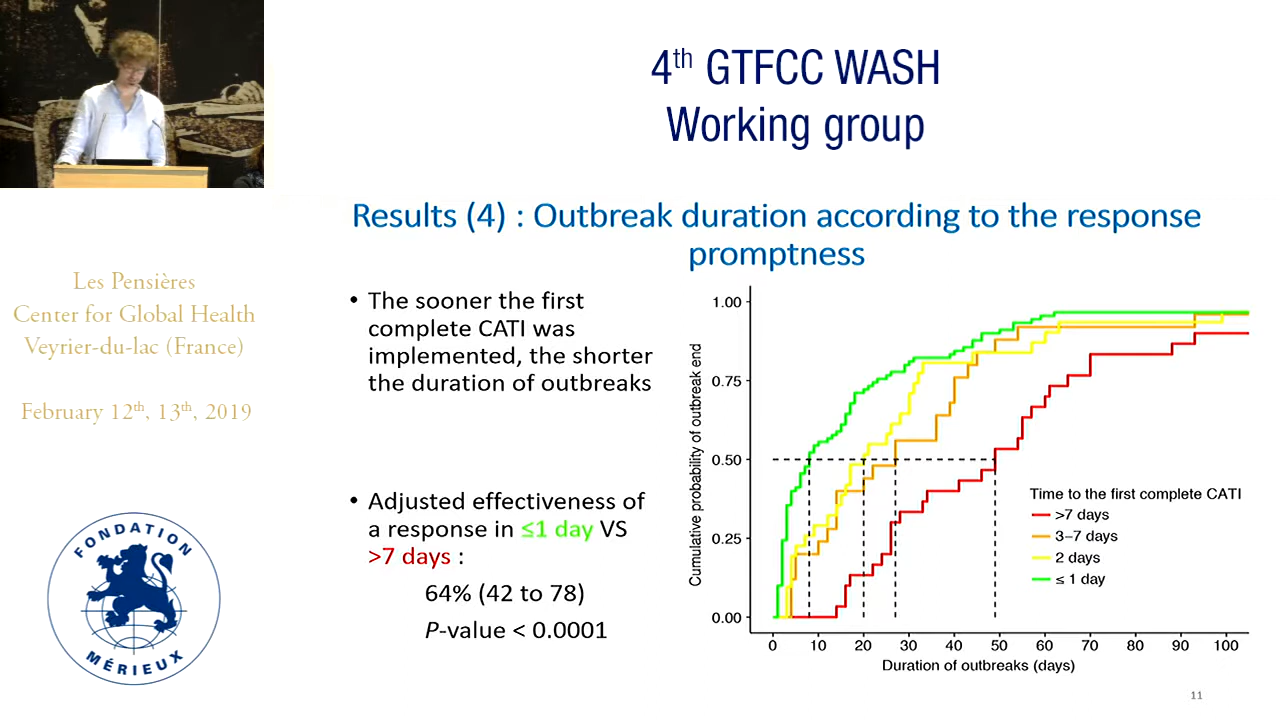 4th GTFCC WASH
Working group
Results (4) : Outbreak duration according to the response
promptness
Les Pensières
Center for Global Health
Veyrier-du-lac (France)
February 12th, 13th, 2019
FONDATION
MÉRIEUX
• The sooner the first
complete CATI was
implemented, the shorter
the duration of outbreaks
• Adjusted effectiveness of
a response in ≤1 day VS
>7 days :
64% (42 to 78)
P-value < 0.0001
Cumulative probability of outbreak end
1.00
0.75
0.50
0.25
0.00
Time to the first complete CATI
>7 days
3–7 days
2 days
≤ 1 day
0 10 20 30 40 50 60 70 80 90 100
Duration of outbreaks (days)
11